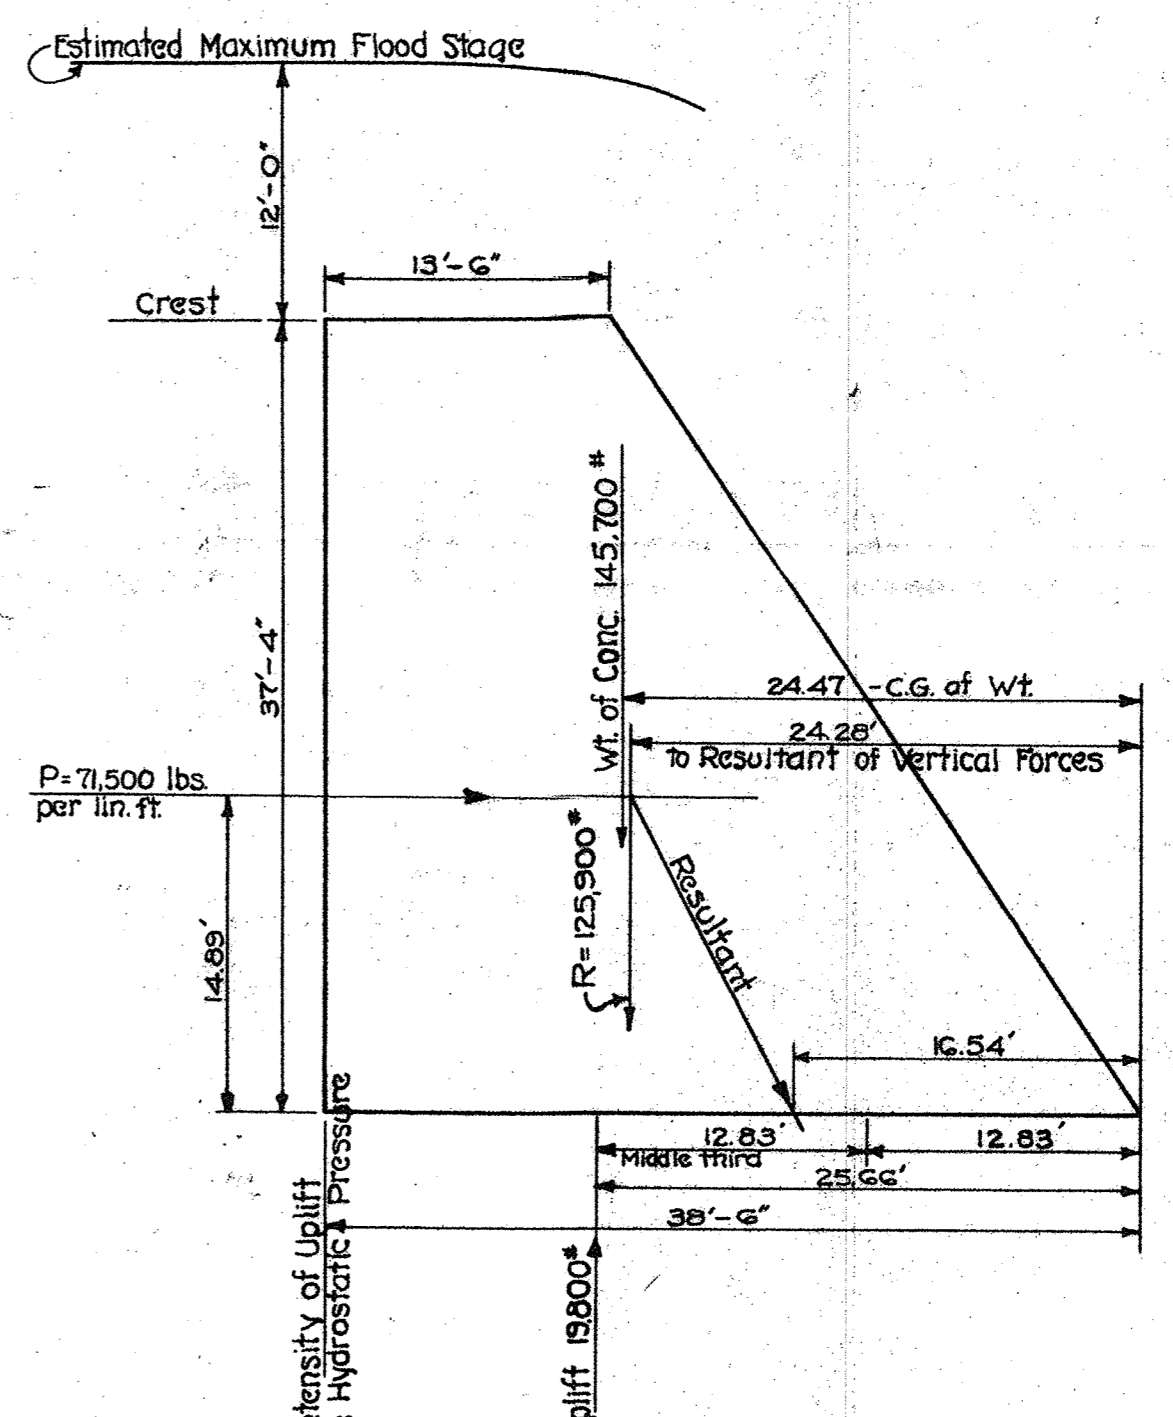 Estimated Maximum Flood Stage
12'-0"
13'-6"
Crest
37'-4"
Wt. of Conc. 145,700#
24.47 - C.G. of Wt.
24.28'
to Resultant of Vertical Forces
P=71,500 lbs.
per lin. ft.
14.89'
R=125,900#
Resultant
16.54'
12.83'
12.83'
Middle third
25.66'
38'-6"
of Uplift
Hydrostatic Pressure
19,800#